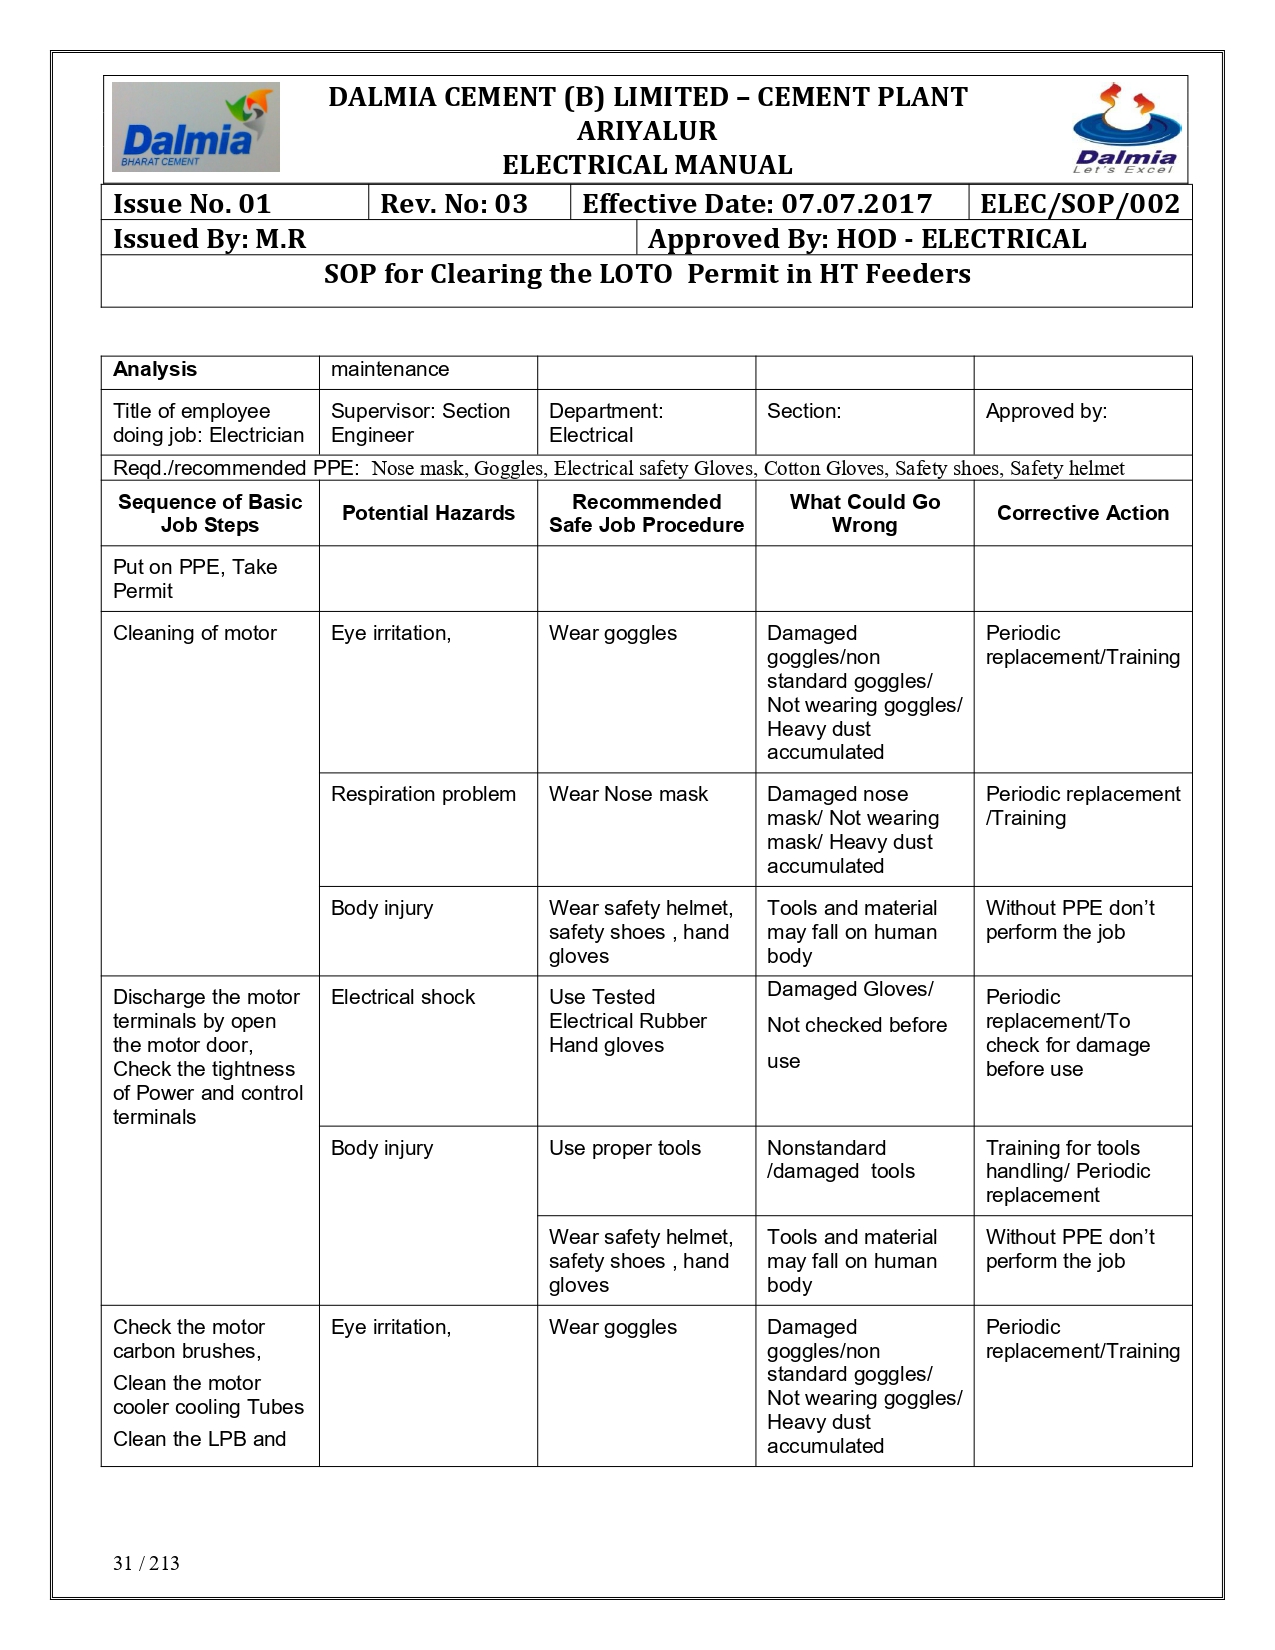 Dalmia
BHARAT CEMENT
DALMIA CEMENT (B) LIMITED – CEMENT PLANT
ARIYALUR
ELECTRICAL MANUAL
Dalmia
Let's Excel
Issue No. 01 Rev. No: 03 Effective Date: 07.07.2017 ELEC/SOP/002
Issued By: M.R Approved By: HOD - ELECTRICAL
SOP for Clearing the LOTO  Permit in HT Feeders
Analysis maintenance
Title of employee
doing job: Electrician
Supervisor: Section
Engineer
Department:
Electrical
Section:
Approved by:
Reqd./recommended PPE:  Nose mask, Goggles, Electrical safety Gloves, Cotton Gloves, Safety shoes, Safety helmet
Sequence of Basic
Job Steps
Potential Hazards
Recommended
Safe Job Procedure
What Could Go
Wrong
Corrective Action
Put on PPE, Take
Permit
Cleaning of motor
Eye irritation,
Wear goggles
Damaged
goggles/non
standard goggles/
Not wearing goggles/
Heavy dust
accumulated
Periodic
replacement/Training
Respiration problem
Wear Nose mask
Damaged nose
mask/ Not wearing
mask/ Heavy dust
accumulated
Periodic replacement
/Training
Body injury
Wear safety helmet,
safety shoes , hand
gloves
Tools and material
may fall on human
body
Without PPE don’t
perform the job
Discharge the motor
terminals by open
the motor door,
Check the tightness
of Power and control
terminals
Electrical shock
Use Tested
Electrical Rubber
Hand gloves
Damaged Gloves/
Not checked before
use
Periodic
replacement/To
check for damage
before use
Body injury
Use proper tools
Nonstandard
/damaged  tools
Training for tools
handling/ Periodic
replacement
Wear safety helmet,
safety shoes , hand
gloves
Tools and material
may fall on human
body
Without PPE don’t
perform the job
Check the motor
carbon brushes,
Clean the motor
cooler cooling Tubes
Clean the LPB and
Eye irritation,
Wear goggles
Damaged
goggles/non
standard goggles/
Not wearing goggles/
Heavy dust
accumulated
Periodic
replacement/Training
31 / 213